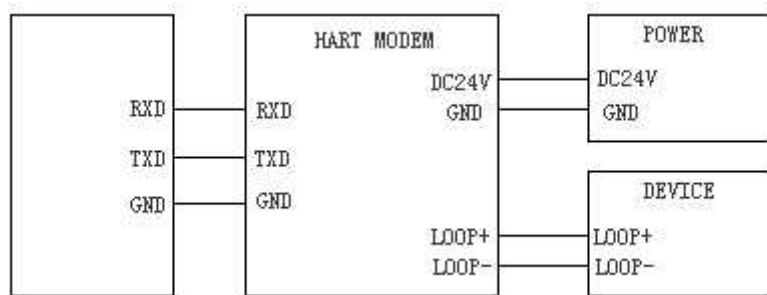 HART MODEM
POWER
DC24V DC24V
GND GND
RXD RXD
TXD TXD
GND GND
DEVICE
LOOP+ LOOP+
LOOP- LOOP-